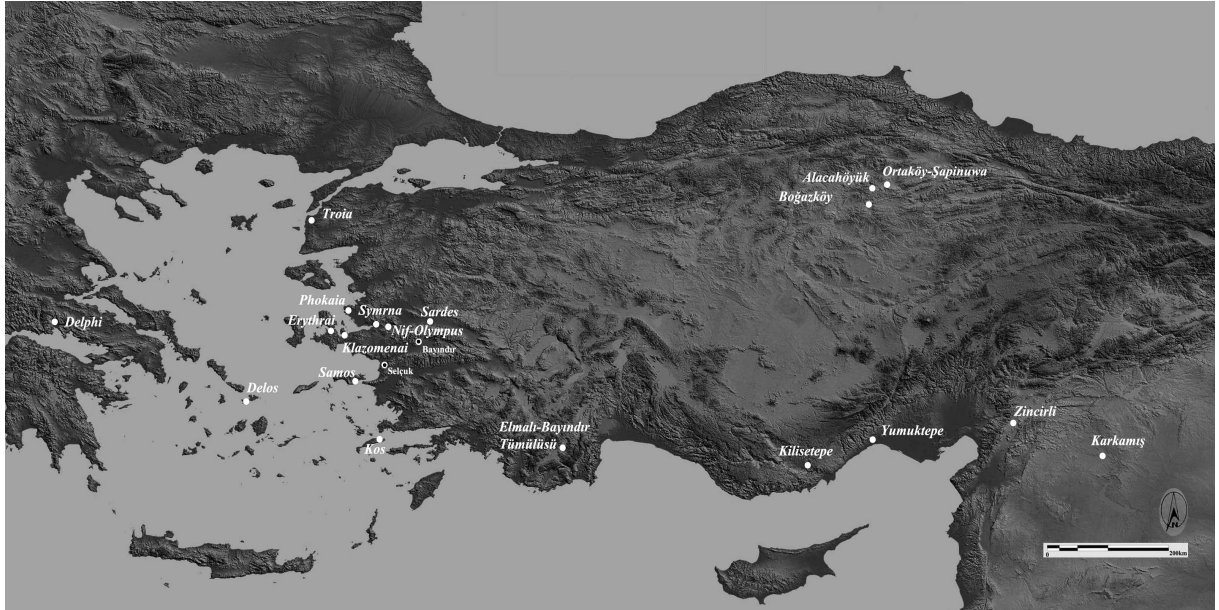 Alacahöyük
Ortaköy-Sapinuwa
Boğazköy
Troia
Phokaia
Symrna
Sardes
Erythrai
Nif-Olympus
Delphi
Klazomenai
Bayındır
Selçuk
Samos
Delos
Zincirli
Elmalı-Bayındır
Tümülüsü
Yumuktepe
Kos
Karkamış
Kilisetepe
N
0
200km